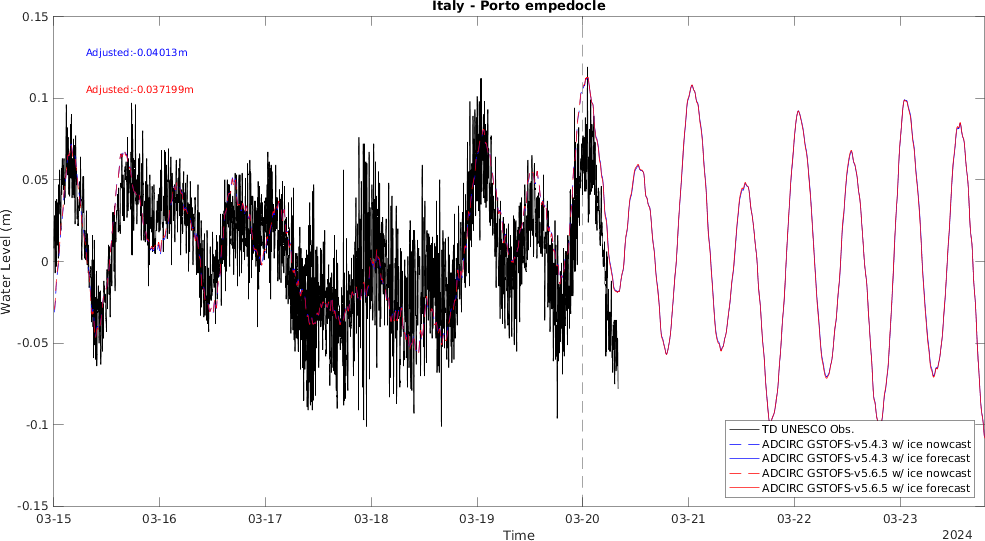 Italy - Porto empedocle
0.15
Adjusted:-0.04013m
Adjusted:-0.037199m
0.1
0.05
0
-0.05
-0.1
-0.15
Water Level (m)
TD UNESCO Obs.
ADCIRC GSTOFS-v5.4.3 w/ ice nowcast
ADCIRC GSTOFS-v5.4.3 w/ ice forecast
ADCIRC GSTOFS-v5.6.5 w/ ice nowcast
ADCIRC GSTOFS-v5.6.5 w/ ice forecast
03-15 03-16 03-17 03-18 03-19 03-20 03-21 03-22 03-23
Time
2024